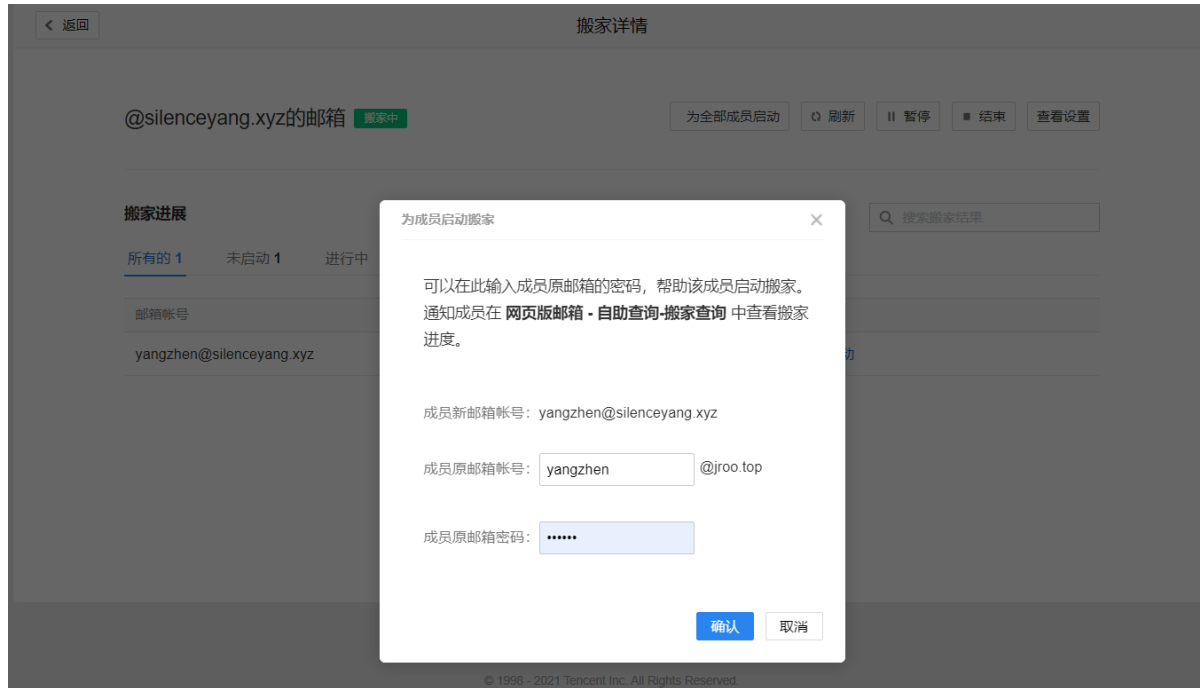 返回
搬家详情
@silenceyang.xyz的邮箱 搬家中
为全部成员启动 刷新 暂停 结束 查看设置
搬家进展
搜索搬家结果
所有的 1 未启动 1 进行中
邮箱帐号
yangzhen@silenceyang.xyz
动
为成员启动搬家
可以在此输入成员原邮箱的密码，帮助该成员启动搬家。
通知成员在 网页版邮箱 - 自助查询-搬家查询 中查看搬家
进度。
成员新邮箱帐号： yangzhen@silenceyang.xyz
成员原邮箱帐号： yangzhen @jroo.top
成员原邮箱密码： ••••••
确认 取消
© 1998 - 2021 Tencent Inc. All Rights Reserved.